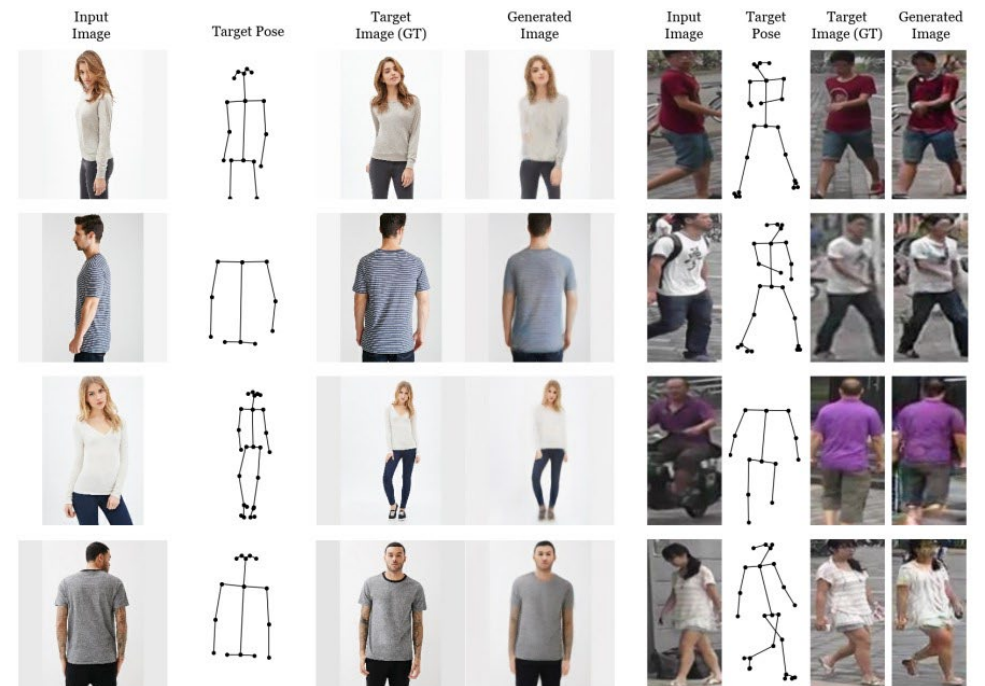 Input
Image
Target Pose
Target
Image (GT)
Generated
Image
Input
Image
Target
Pose
Target
Image (GT)
Generated
Image